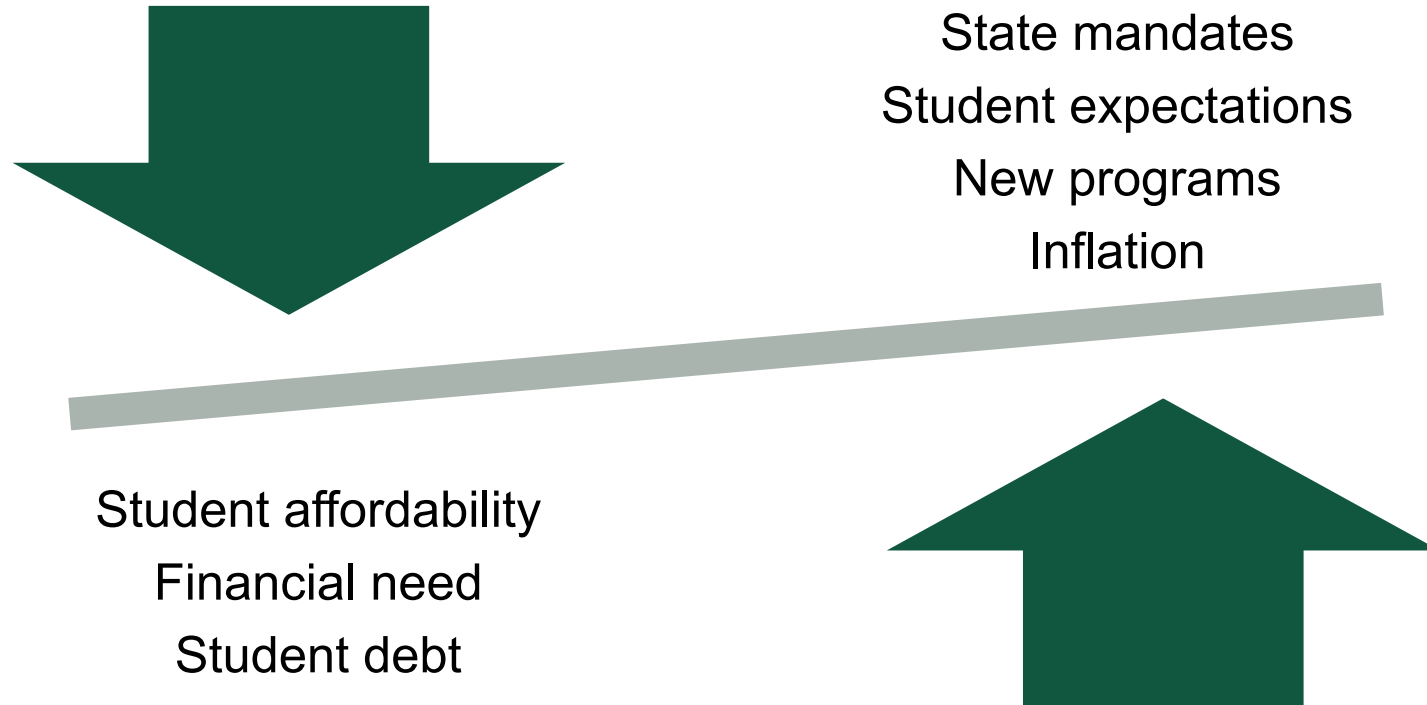 State mandates
Student expectations
New programs
Inflation
Student affordability
Financial need
Student debt